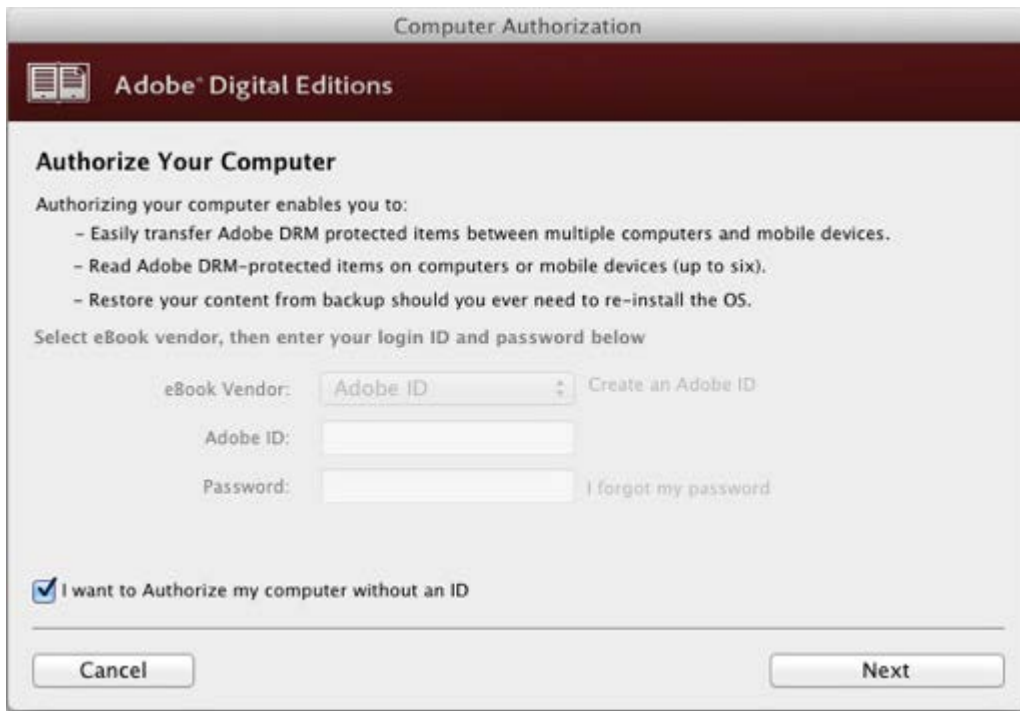 Computer Authorization
Adobe® Digital Editions
Authorize Your Computer
Authorizing your computer enables you to:
– Easily transfer Adobe DRM protected items between multiple computers and mobile devices.
– Read Adobe DRM-protected items on computers or mobile devices (up to six).
– Restore your content from backup should you ever need to re-install the OS.
Select eBook vendor, then enter your login ID and password below
eBook Vendor: Adobe ID Create an Adobe ID
Adobe ID:
Password: I forgot my password
I want to Authorize my computer without an ID
Cancel Next